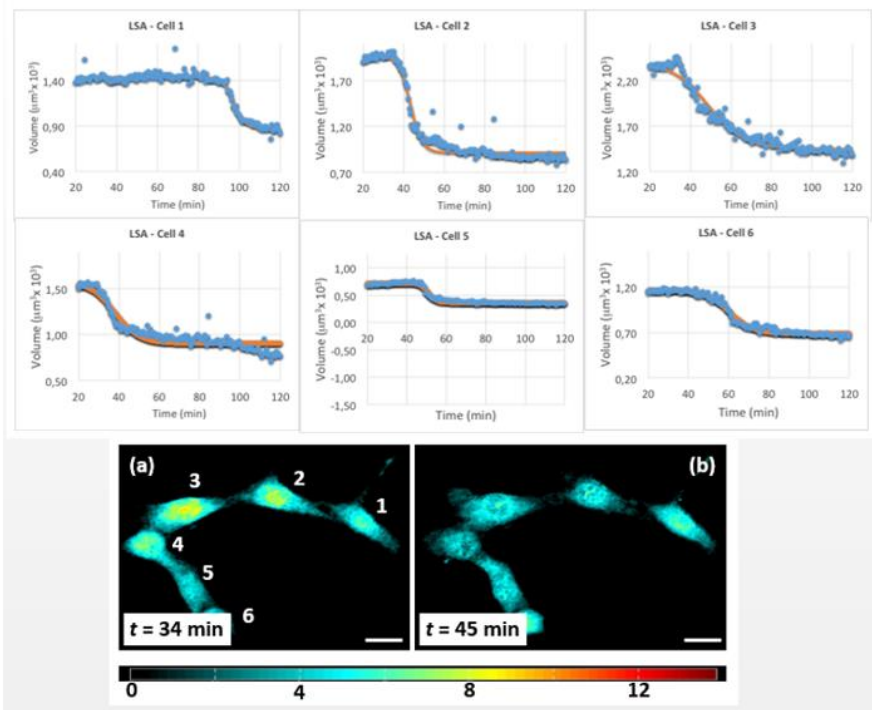 LSA - Cell 1
Volume (µm³x 10³)
1,40
0,90
0,40
20 40 60 80 100 120
Time (min)
LSA - Cell 2
Volume (µm³x 10³)
1,70
1,20
0,70
20 40 60 80 100 120
Time (min)
LSA - Cell 3
Volume (µm³x 10³)
2,20
1,70
1,20
20 40 60 80 100 120
Time (min)
LSA - Cell 4
Volume (µm³x 10³)
1,50
1,00
0,50
20 40 60 80 100 120
Time (min)
LSA - Cell 5
Volume (µm³x 10³)
1,00
0,50
0,00
-0,50
-1,00
-1,50
20 40 60 80 100 120
Time (min)
LSA - Cell 6
Volume (µm³x 10³)
1,20
0,70
0,20
20 40 60 80 100 120
Time (min)
(a)
3
2
1
4
5
6
t = 34 min
(b)
t = 45 min
0 4 8 12